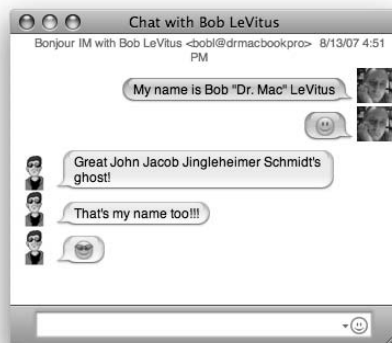 Chat with Bob LeVitus
Bonjour IM with Bob LeVitus <bobl@drmacbookpro> 8/13/07 4:51
PM
My name is Bob "Dr. Mac" LeVitus
Great John Jacob Jingleheimer Schmidt's
ghost!
That's my name too!!!